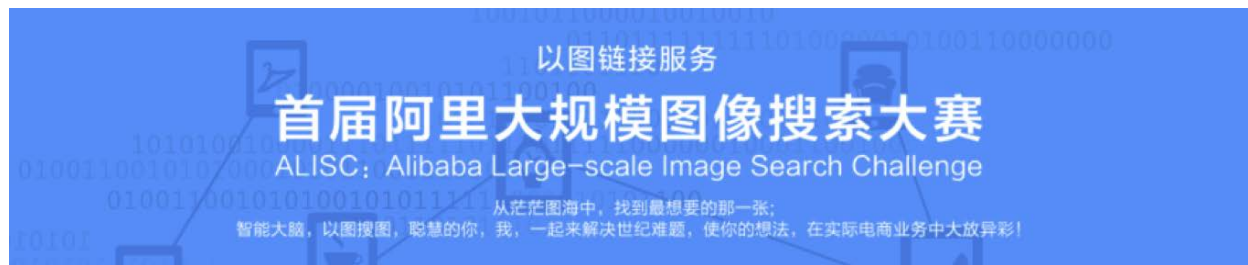 以图链接服务
首届阿里大规模图像搜索大赛
ALISC：Alibaba Large-scale Image Search Challenge
从茫茫图海中，找到最想要的那一张；
智能大脑，以图搜图，聪慧的你，我，一起来解决世纪难题，使你的想法，在实际电商业务中大放异彩！